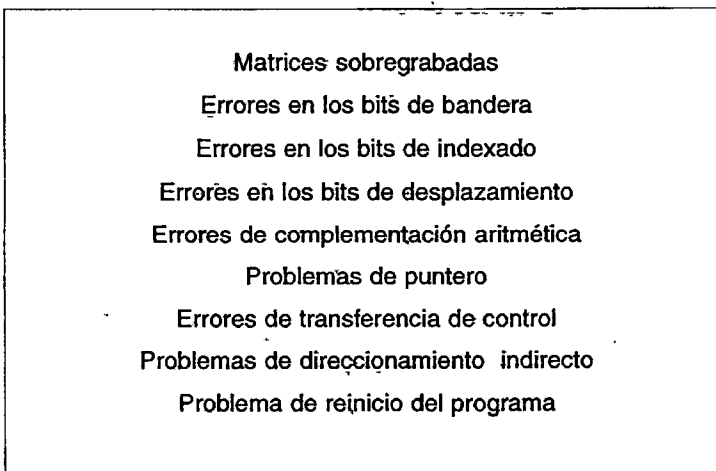 Matrices sobregrabadas
Errores en los bits de bandera
Errores en los bits de indexado
Errores en los bits de desplazamiento
Errores de complementación aritmética
Problemas de puntero
Errores de transferencia de control
Problemas de direccionamiento indirecto
Problema de reinicio del programa